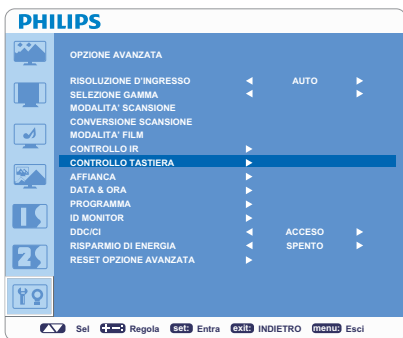 PHILIPS
OPZIONE AVANZATA
RISOLUZIONE D'INGRESSO AUTO
SELEZIONE GAMMA
MODALITA' SCANSIONE
CONVERSIONE SCANSIONE
MODALITA' FILM
CONTROLLO IR
CONTROLLO TASTIERA
AFFIANCA
DATA & ORA
PROGRAMMA
ID MONITOR
DDC/CI ACCESO
RISPARMIO DI ENERGIA SPENTO
RESET OPZIONE AVANZATA
Sel Regola set: Entra exit: INDIETRO menu: Esci